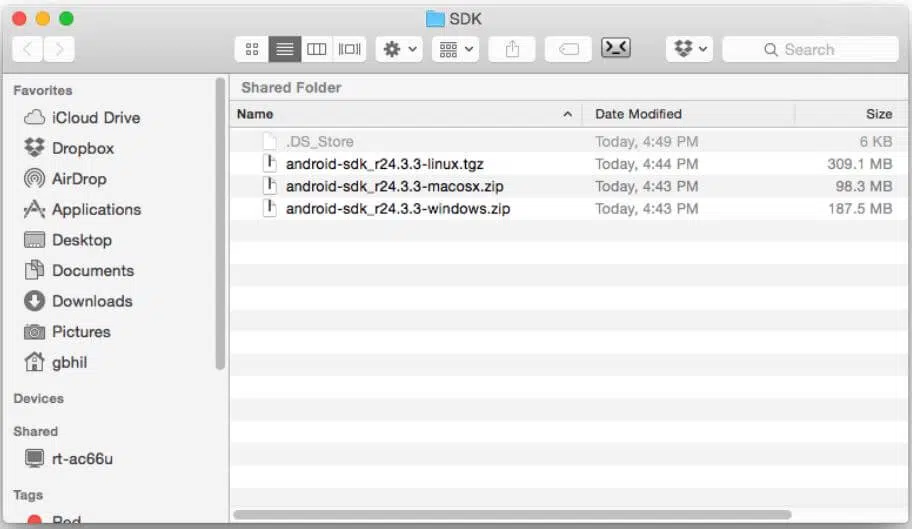 SDK
Search
Favorites
iCloud Drive
Dropbox
AirDrop
Applications
Desktop
Documents
Downloads
Pictures
gbhil
Devices
Shared
rt-ac66u
Tags
Red
Shared Folder
Name Date Modified Size
.DS_Store Today, 4:49 PM 6 KB
android-sdk_r24.3.3-linux.tgz Today, 4:44 PM 309.1 MB
android-sdk_r24.3.3-macosx.zip Today, 4:43 PM 98.3 MB
android-sdk_r24.3.3-windows.zip Today, 4:43 PM 187.5 MB